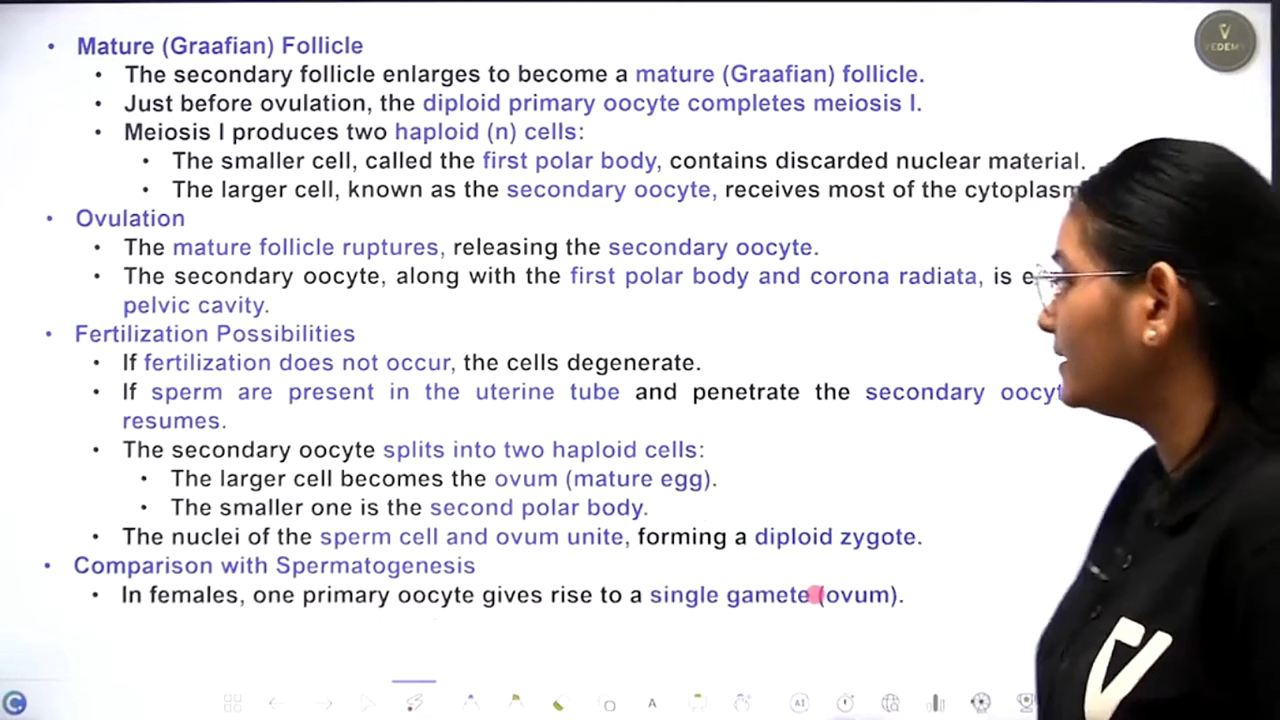 • Mature (Graafian) Follicle
• The secondary follicle enlarges to become a mature (Graafian) follicle.
• Just before ovulation, the diploid primary oocyte completes meiosis I.
• Meiosis I produces two haploid (n) cells:
• The smaller cell, called the first polar body, contains discarded nuclear material.
• The larger cell, known as the secondary oocyte, receives most of the cytoplasm
• Ovulation
• The mature follicle ruptures, releasing the secondary oocyte.
• The secondary oocyte, along with the first polar body and corona radiata, is
pelvic cavity.
• Fertilization Possibilities
• If fertilization does not occur, the cells degenerate.
• If sperm are present in the uterine tube and penetrate the secondary
resumes.
• The secondary oocyte splits into two haploid cells:
• The larger cell becomes the ovum (mature egg).
• The smaller one is the second polar body.
• The nuclei of the sperm cell and ovum unite, forming a diploid zygote.
• Comparison with Spermatogenesis
• In females, one primary oocyte gives rise to a single gamete (ovum).
A
AI